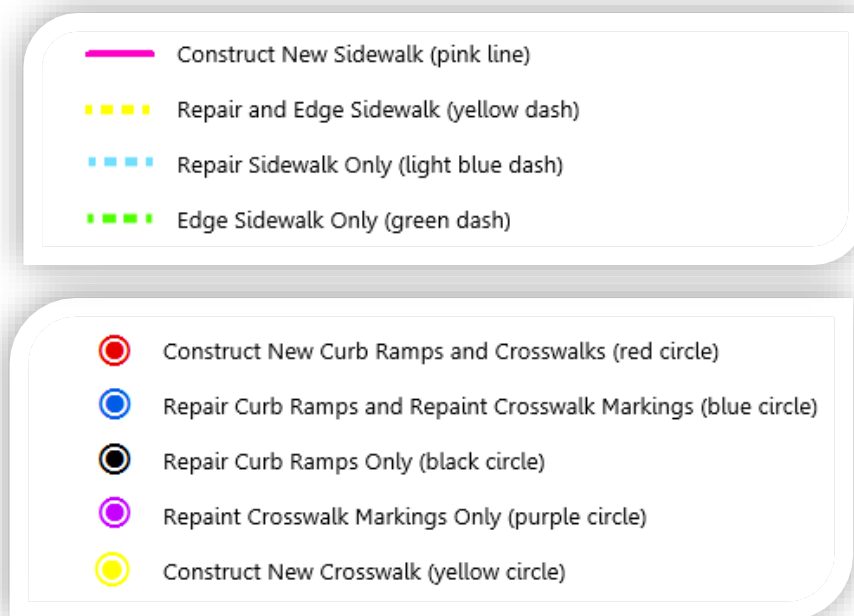 Construct New Sidewalk (pink line)
Repair and Edge Sidewalk (yellow dash)
Repair Sidewalk Only (light blue dash)
Edge Sidewalk Only (green dash)
Construct New Curb Ramps and Crosswalks (red circle)
Repair Curb Ramps and Repaint Crosswalk Markings (blue circle)
Repair Curb Ramps Only (black circle)
Repaint Crosswalk Markings Only (purple circle)
Construct New Crosswalk (yellow circle)